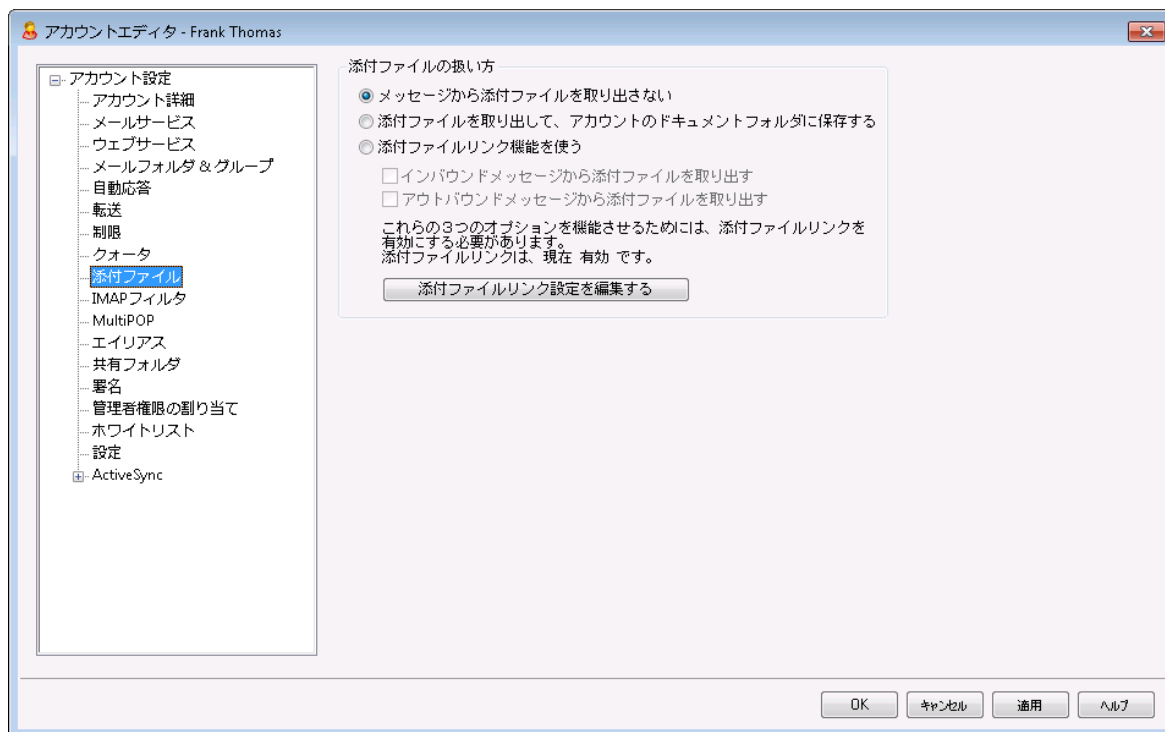 アカウントエディタ - Frank Thomas
アカウント設定
アカウント詳細
メールサービス
ウェブサービス
メールフォルダ & グループ
自動応答
転送
制限
クォータ
添付ファイル
IMAPフィルタ
MultiPOP
エイリアス
共有フォルダ
署名
管理者権限の割り当て
ホワイトリスト
設定
ActiveSync
添付ファイルの扱い方
メッセージから添付ファイルを取り出さない
添付ファイルを取り出して、アカウントのドキュメントフォルダに保存する
添付ファイルリンク機能を使う
インバウンドメッセージから添付ファイルを取り出す
アウトバウンドメッセージから添付ファイルを取り出す
これらの3つのオプションを機能させるためには、添付ファイルリンクを
有効にする必要があります。
添付ファイルリンクは、現在 有効 です。
添付ファイルリンク設定を編集する
OK
キャンセル
適用
ヘルプ